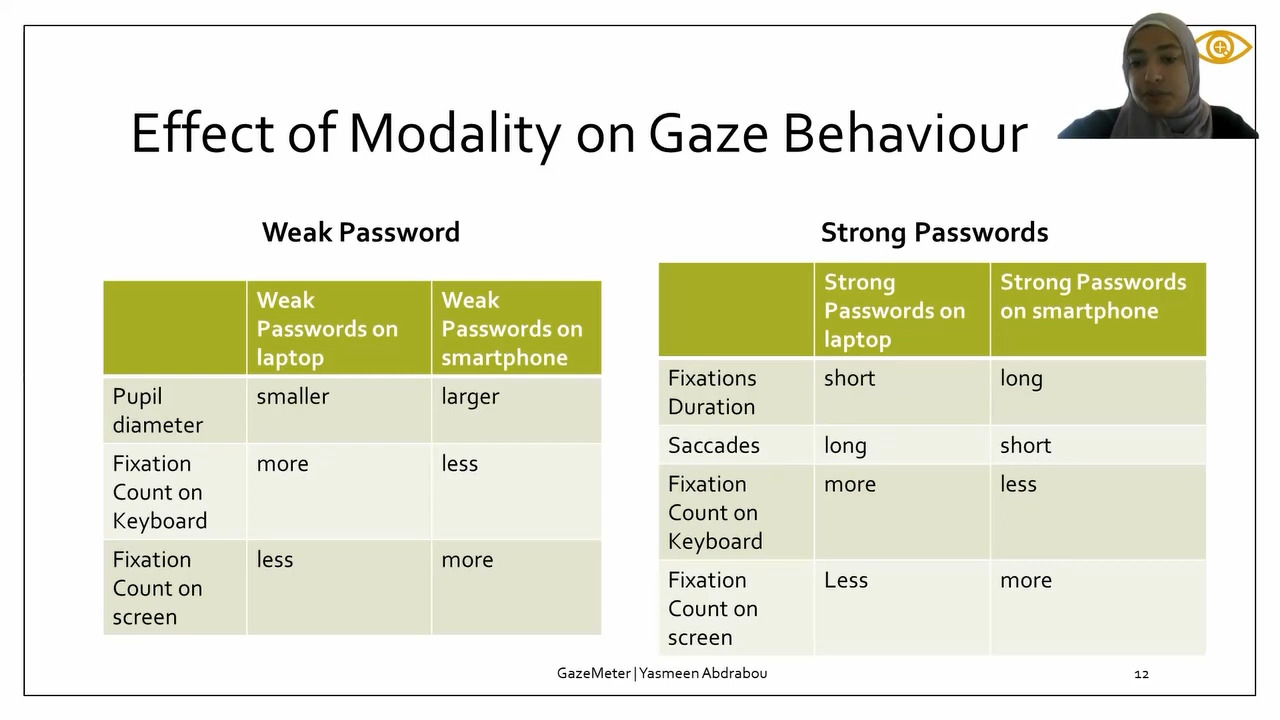 Effect of Modality on Gaze Behaviour
Weak Password
Weak
Passwords on
laptop
Weak
Passwords on
smartphone
Pupil
diameter
smaller
larger
Fixation
Count on
Keyboard
more
less
Fixation
Count on
screen
less
more
Strong Passwords
Strong
Passwords on
laptop
Strong Passwords
on smartphone
Fixations
Duration
short
long
Saccades
long
short
Fixation
Count on
Keyboard
more
less
Fixation
Count on
screen
Less
more
GazeMeter | Yasmeen Abdrabou
12